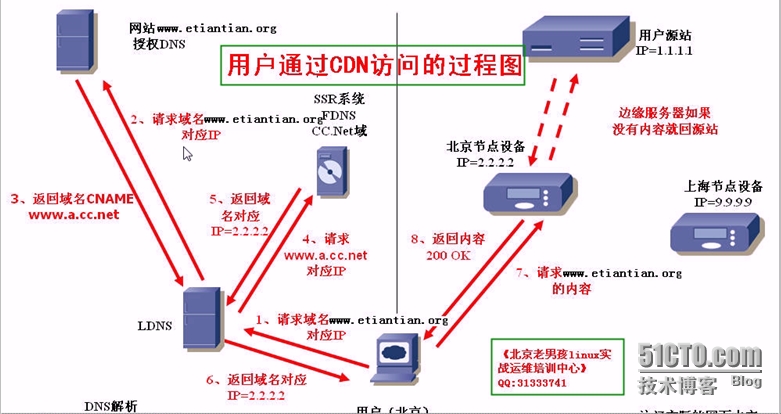 网站www.etiantian.org
授权DNS
用户通过CDN访问的过程图
用户源站
IP=1.1.1.1
SSR系统
FDNS
CC.Net域
2、请求域名www.etiantian.org
对应IP
边缘服务器如果
没有内容就回源站
北京节点设备
IP=2.2.2.2
上海节点设备
IP=9.9.9.9
3、返回域名CNAME
www.a.cc.net
5、返回域
名对应
IP=2.2.2.2
4、请求
www.a.cc.net
对应IP
8、返回内容
200 OK
7、请求www.etiantian.org
的内容
LDNS
1、请求域名www.etiantian.org
对应IP
6、返回域名对应
IP=2.2.2.2
《北京老男孩linux实
战运维培训中心》
QQ:31333741
51CTO.com
技术博客 Blog
DNS解析
用户（北京）